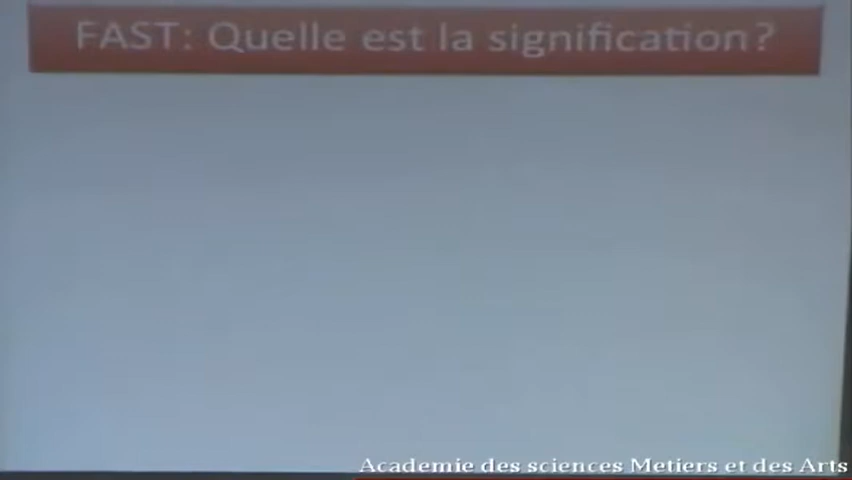 FAST: Quelle est la signification?
Academie des sciences Metiers et des Arts